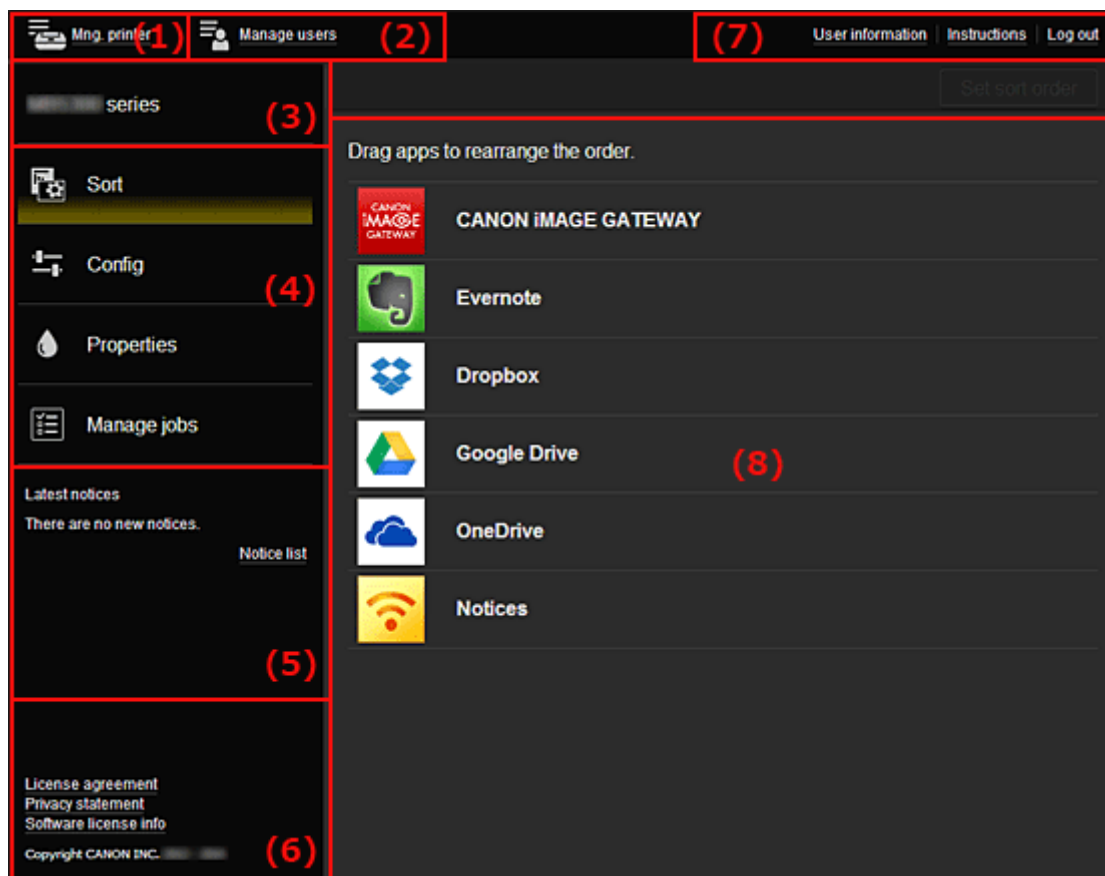 Mng. printer (1)
Manage users (2)
(7) User information Instructions Log out
series (3)
Set sort order
Sort
Config
(4)
Properties
Manage jobs
Drag apps to rearrange the order.
CANON iMAGE GATEWAY
CANON iMAGE GATEWAY
Evernote
Dropbox
Google Drive
(8)
OneDrive
Notices
Latest notices
There are no new notices.
Notice list
(5)
License agreement
Privacy statement
Software license info
Copyright CANON INC.
(6)